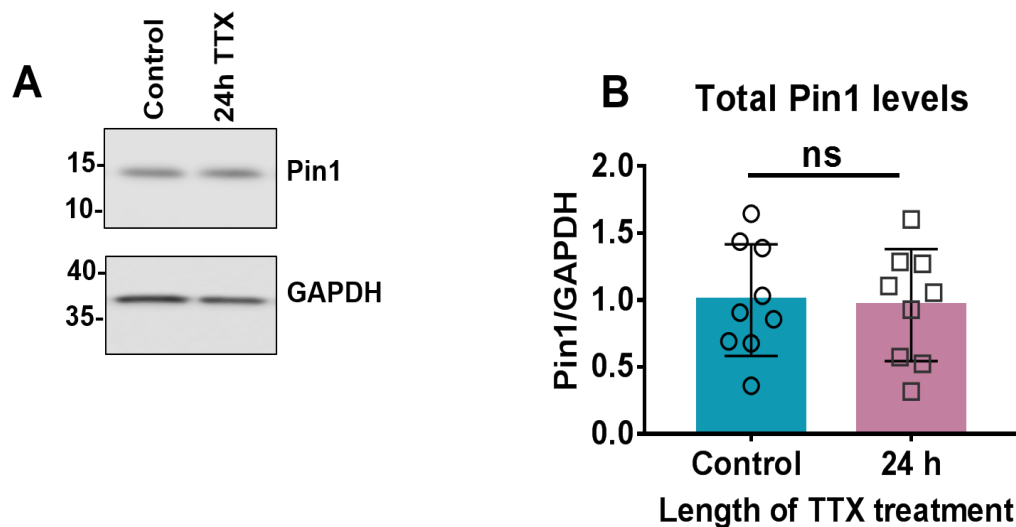 A
Control
24h TTX
15
10
Pin1
40
35
GAPDH
B
Total Pin1 levels
ns
Pin1/GAPDH
2.0
1.5
1.0
0.5
0.0
Control
24 h
Length of TTX treatment